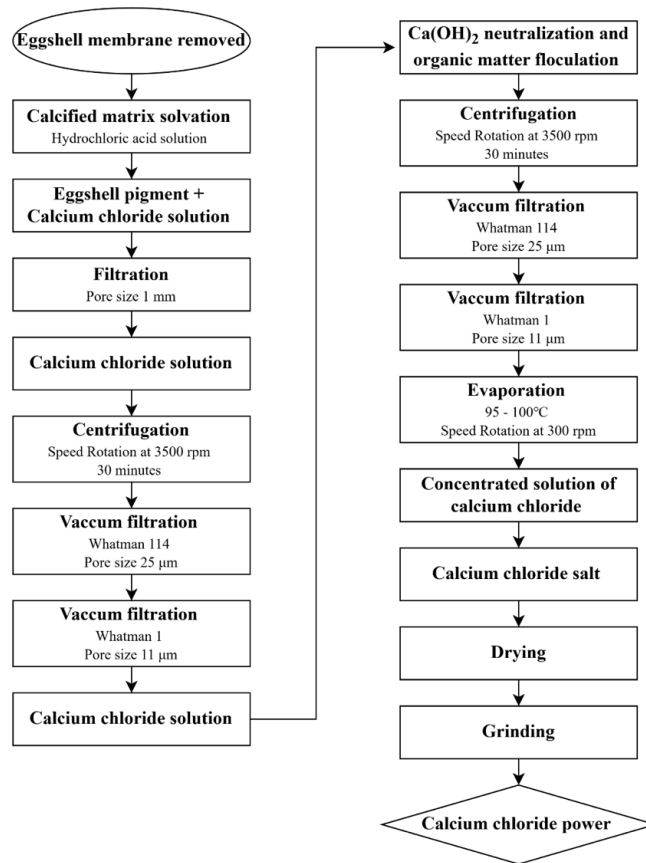 Eggshell membrane removed
Calcified matrix solvation
Hydrochloric acid solution
Eggshell pigment +
Calcium chloride solution
Filtration
Pore size 1 mm
Calcium chloride solution
Centrifugation
Speed Rotation at 3500 rpm
30 minutes
Vaccum filtration
Whatman 114
Pore size 25 µm
Vaccum filtration
Whatman 1
Pore size 11 µm
Calcium chloride solution
Ca(OH)₂ neutralization and
organic matter floculation
Centrifugation
Speed Rotation at 3500 rpm
30 minutes
Vaccum filtration
Whatman 114
Pore size 25 µm
Vaccum filtration
Whatman 1
Pore size 11 µm
Evaporation
95 - 100°C
Speed Rotation at 300 rpm
Concentrated solution of
calcium chloride
Calcium chloride salt
Drying
Grinding
Calcium chloride power